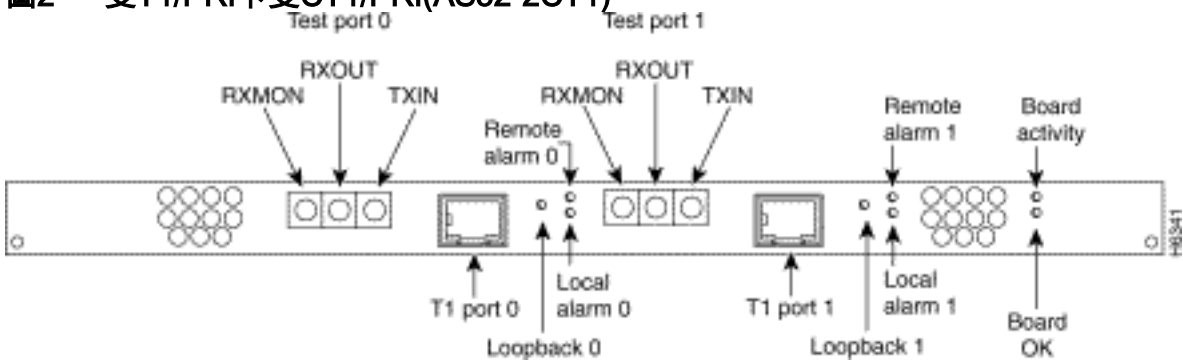 Test port 0
Test port 1
RXOUT
RXMON
TXIN
RXOUT
RXMON
TXIN
Remote
alarm 0
Remote
alarm 1
Board
activity
T1 port 0
Local
alarm 0
Loopback 0
T1 port 1
Local
alarm 1
Loopback 1
Board
OK
H6341